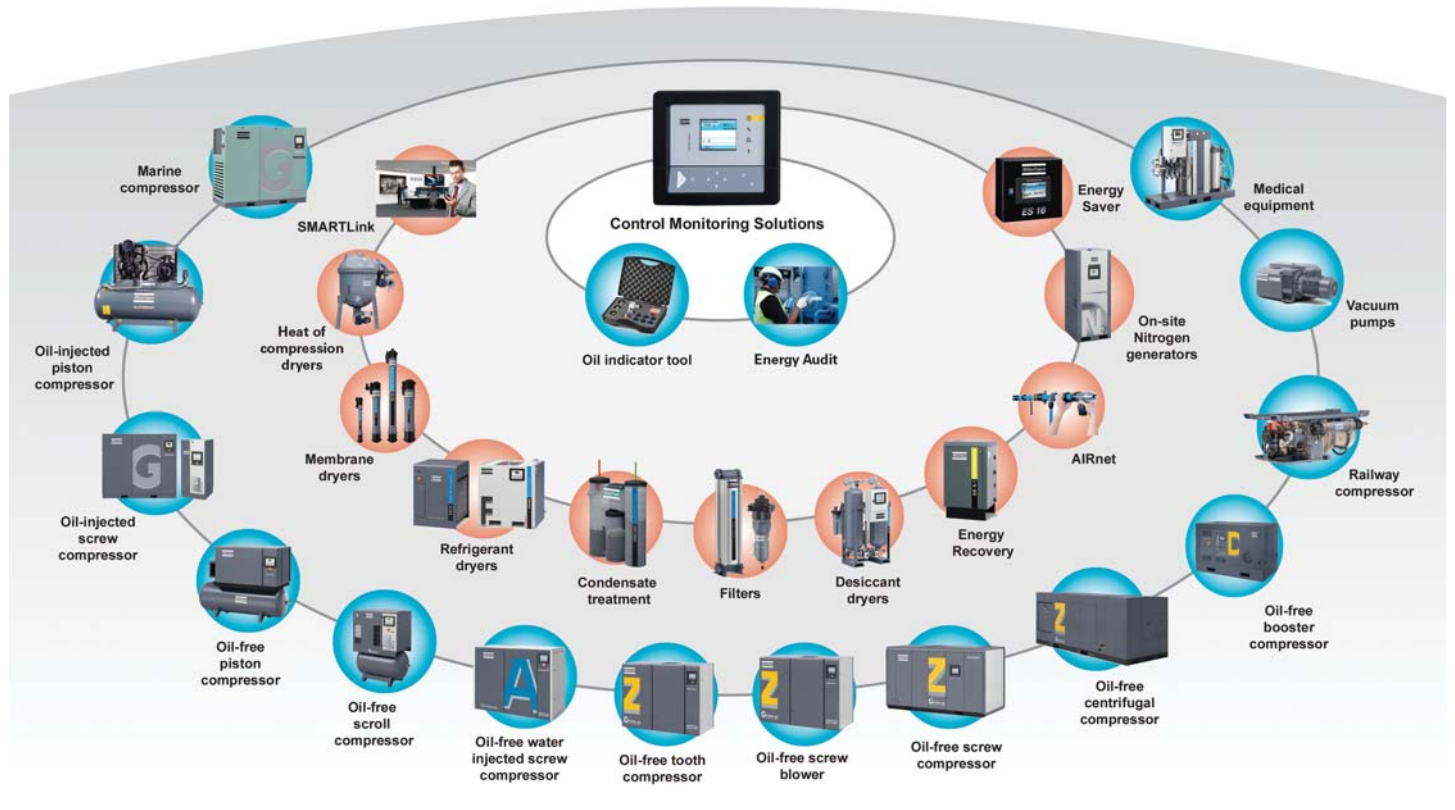 Marine
compressor
SMARTLink
Control Monitoring Solutions
ES 16
Energy
Saver
Medical
equipment
Oil-injected
piston
compressor
Heat of
compression
dryers
Oil indicator tool
Energy Audit
On-site
Nitrogen
generators
Vacuum
pumps
G
Oil-injected
screw
compressor
Membrane
dryers
Refrigerant
dryers
Condensate
treatment
Filters
Desiccant
dryers
Energy
Recovery
AIRnet
Railway
compressor
Oil-free
piston
compressor
Oil-free
scroll
compressor
A
Oil-free water
injected screw
compressor
Z
Oil-free tooth
compressor
Z
Oil-free screw
blower
Z
Oil-free screw
compressor
Z
Oil-free
centrifugal
compressor
D
Oil-free
booster
compressor
G
N